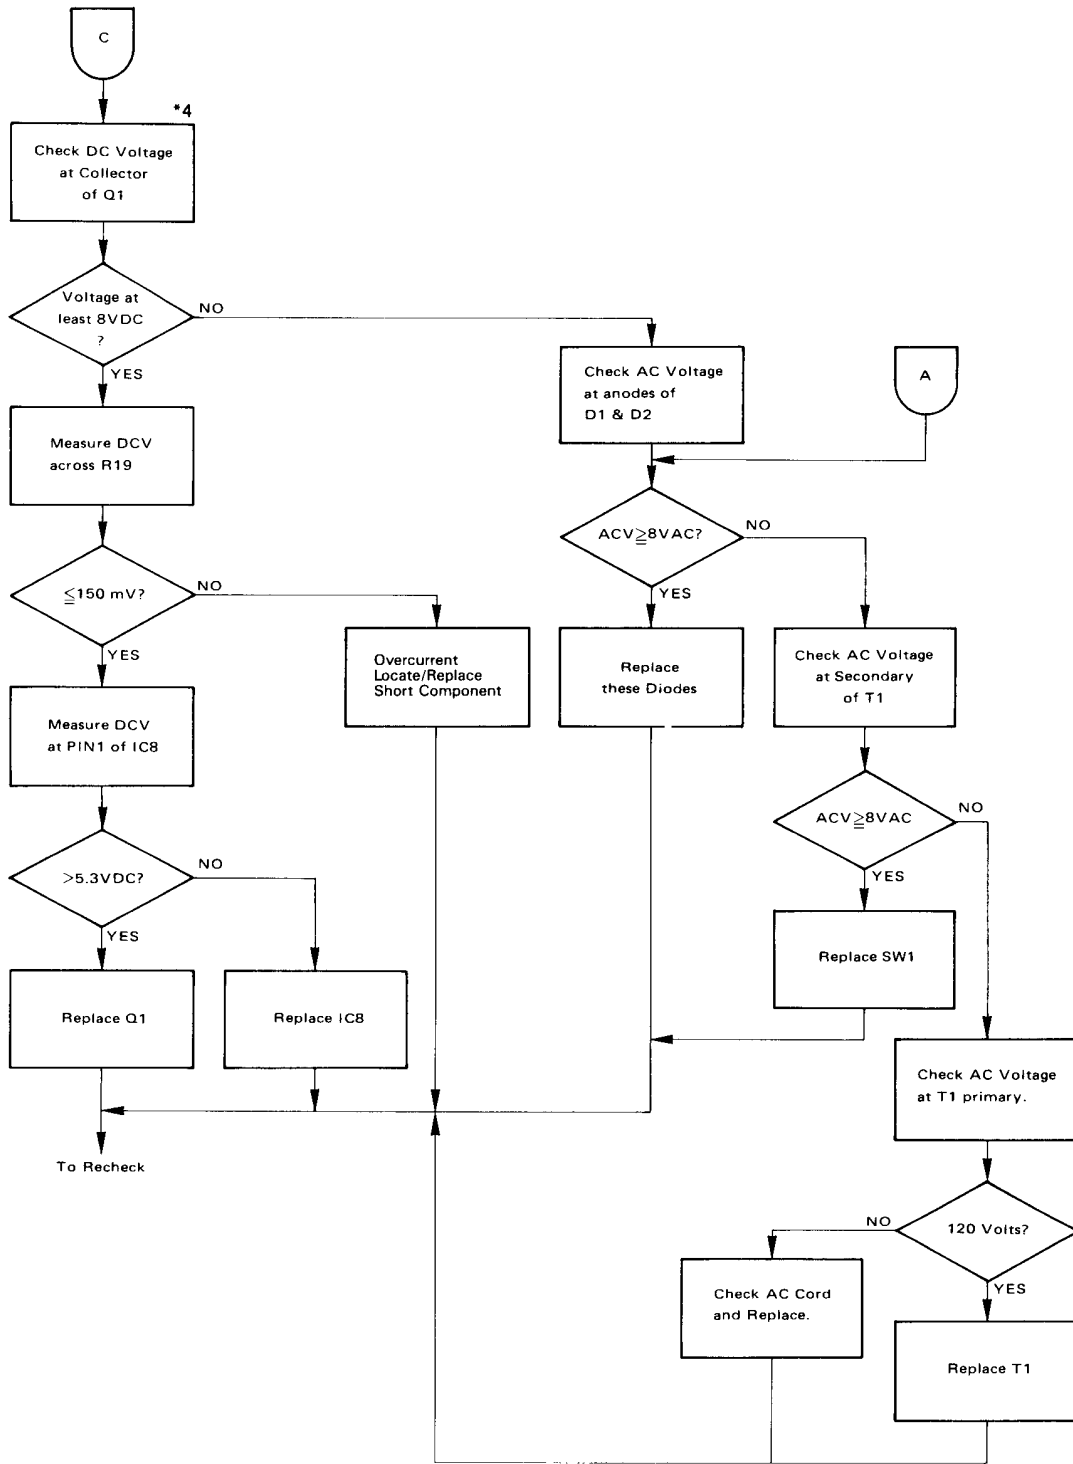 C
*4
Check DC Voltage
at Collector
of Q1
Voltage at
least 8VDC
?
NO
YES
Check AC Voltage
at anodes of
D1 & D2
A
Measure DCV
across R19
ACV≧8VAC?
NO
YES
≦150 mV?
NO
YES
Overcurrent
Locate/Replace
Short Component
Replace
these Diodes
Check AC Voltage
at Secondary
of T1
Measure DCV
at PIN1 of IC8
ACV≧8VAC
NO
YES
>5.3VDC?
NO
YES
Replace SW1
Replace Q1
Replace IC8
Check AC Voltage
at T1 primary.
To Recheck
120 Volts?
NO
YES
Check AC Cord
and Replace.
Replace T1